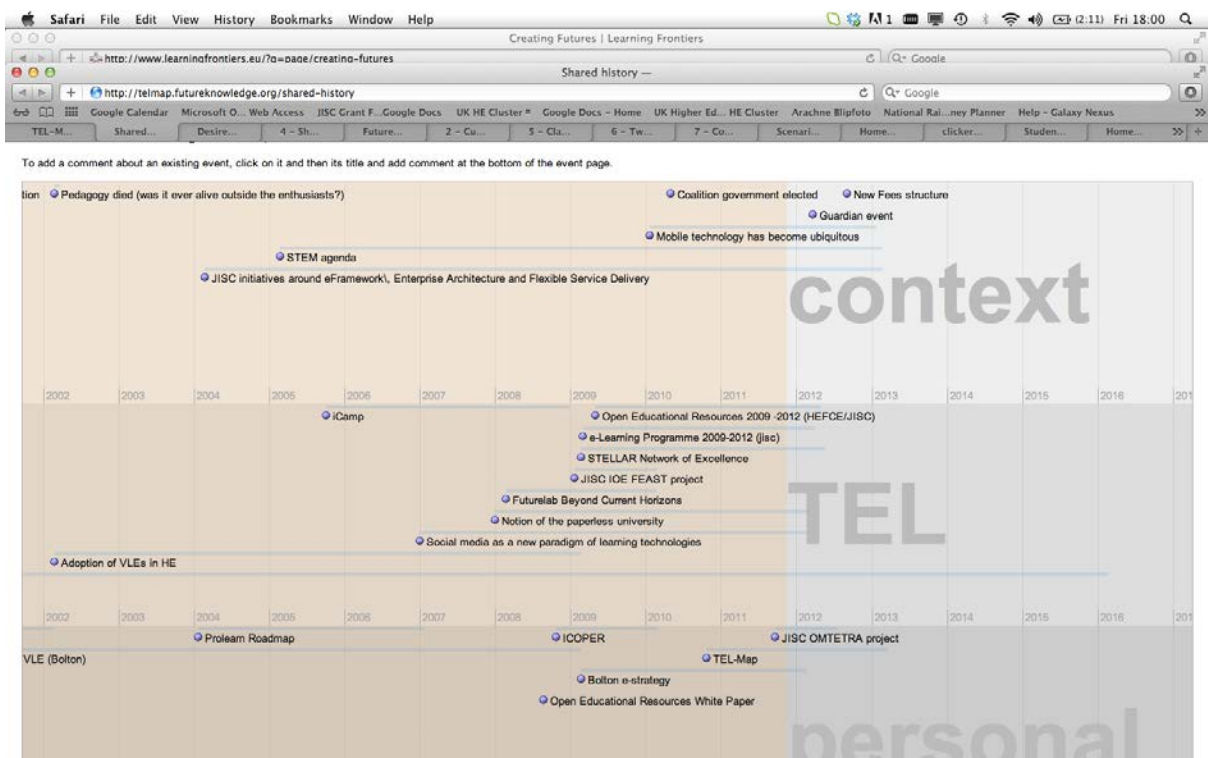 Safari File Edit View History Bookmarks Window Help 1 (2:11) Fri 18:00
Creating Futures | Learning Frontiers
http://www.learningfrontiers.eu/?q=page/creating-futures Google
Shared history —
http://telmap.futureknowledge.org/shared-history Google
Google Calendar Microsoft O... Web Access JISC Grant F...Google Docs UK HE Cluster Google Docs - Home UK Higher Ed... HE Cluster Arachne Blipfoto National Rai...ney Planner Help - Galaxy Nexus
TEL-M... Shared... Desire... 4 - Sh... Future... 2 - Cu... 5 - Cla... 6 - Tw... 7 - Co... Scenari... Home... clicker... Studen... Home...
To add a comment about an existing event, click on it and then its title and add comment at the bottom of the event page.
tion Pedagogy died (was it ever alive outside the enthusiasts?) Coalition government elected New Fees structure
Guardian event
Mobile technology has become ubiquitous
STEM agenda
JISC initiatives around eFramework\, Enterprise Architecture and Flexible Service Delivery
context
2002 2003 2004 2005 2006 2007 2008 2009 2010 2011 2012 2013 2014 2015 2016 201
iCamp Open Educational Resources 2009 -2012 (HEFCE/JISC)
e-Learning Programme 2009-2012 (jisc)
STELLAR Network of Excellence
JISC IOE FEAST project
Futurelab Beyond Current Horizons
TEL
Notion of the paperless university
Social media as a new paradigm of learning technologies
Adoption of VLEs in HE
2002 2003 2004 2005 2006 2007 2008 2009 2010 2011 2012 2013 2014 2015 2016 201
Prolearn Roadmap ICOPER JISC OMTETRA project
VLE (Bolton) TEL-Map
Bolton e-strategy
Open Educational Resources White Paper
personal